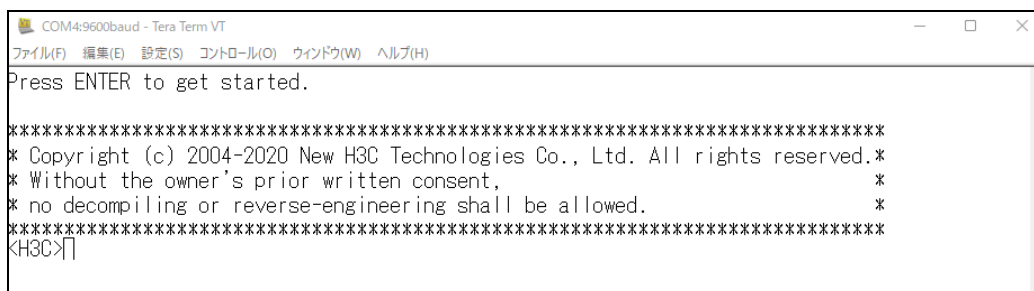 COM4:9600baud - Tera Term VT
ファイル(F) 編集(E) 設定(S) コントロール(O) ウィンドウ(W) ヘルプ(H)
Press ENTER to get started.
******************************************************************************
* Copyright (c) 2004-2020 New H3C Technologies Co., Ltd. All rights reserved.*
* Without the owner's prior written consent,                                 *
* no decompiling or reverse-engineering shall be allowed.                    *
******************************************************************************
<H3C>